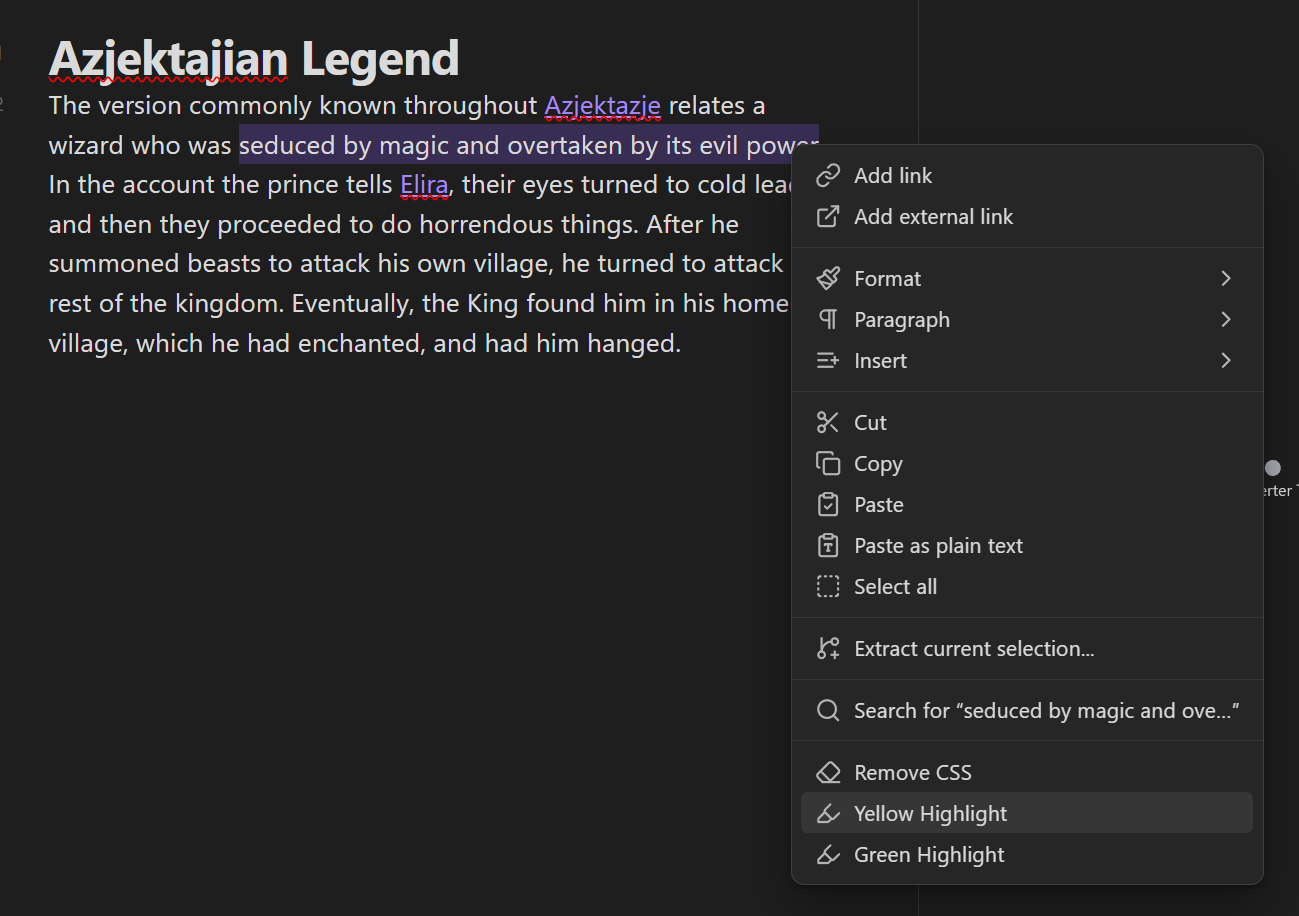 Azjektajian Legend
The version commonly known throughout Azjektazje relates a
wizard who was seduced by magic and overtaken by its evil power
In the account the prince tells Elira, their eyes turned to cold
and then they proceeded to do horrendous things. After he
summoned beasts to attack his own village, he turned to attack
rest of the kingdom. Eventually, the King found him in his home
village, which he had enchanted, and had him hanged.
Add link
Add external link
Format
Paragraph
Insert
Cut
Copy
Paste
Paste as plain text
Select all
Extract current selection...
Search for “seduced by magic and ove...”
Remove CSS
Yellow Highlight
Green Highlight